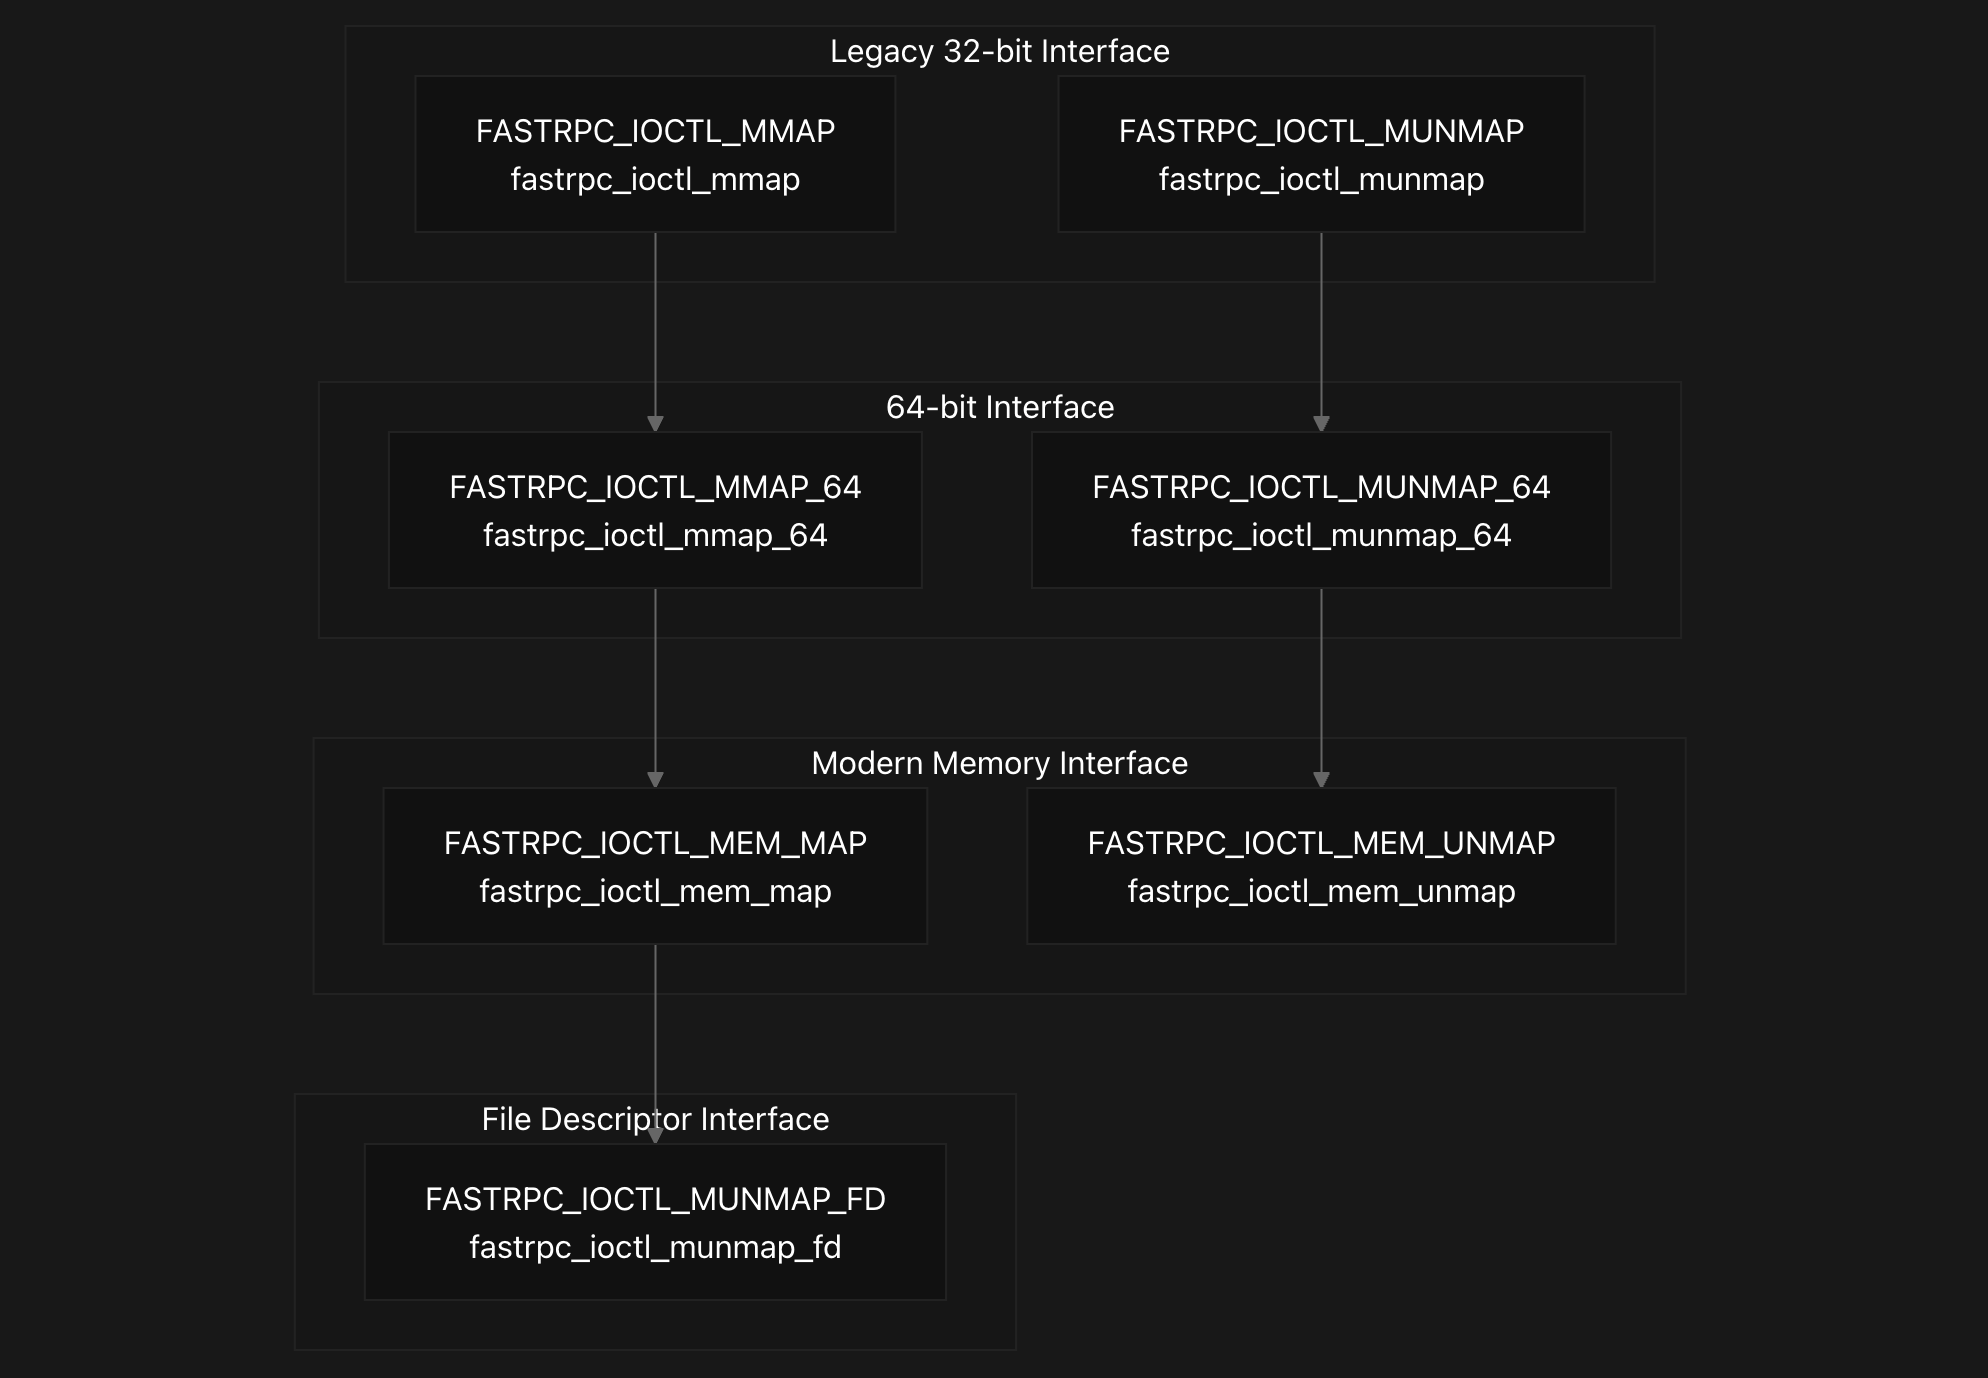 Legacy 32-bit Interface
FASTRPC_IOCTL_MMAP
fastrpc_ioctl_mmap
FASTRPC_IOCTL_MUNMAP
fastrpc_ioctl_munmap
64-bit Interface
FASTRPC_IOCTL_MMAP_64
fastrpc_ioctl_mmap_64
FASTRPC_IOCTL_MUNMAP_64
fastrpc_ioctl_munmap_64
Modern Memory Interface
FASTRPC_IOCTL_MEM_MAP
fastrpc_ioctl_mem_map
FASTRPC_IOCTL_MEM_UNMAP
fastrpc_ioctl_mem_unmap
File Descriptor Interface
FASTRPC_IOCTL_MUNMAP_FD
fastrpc_ioctl_munmap_fd